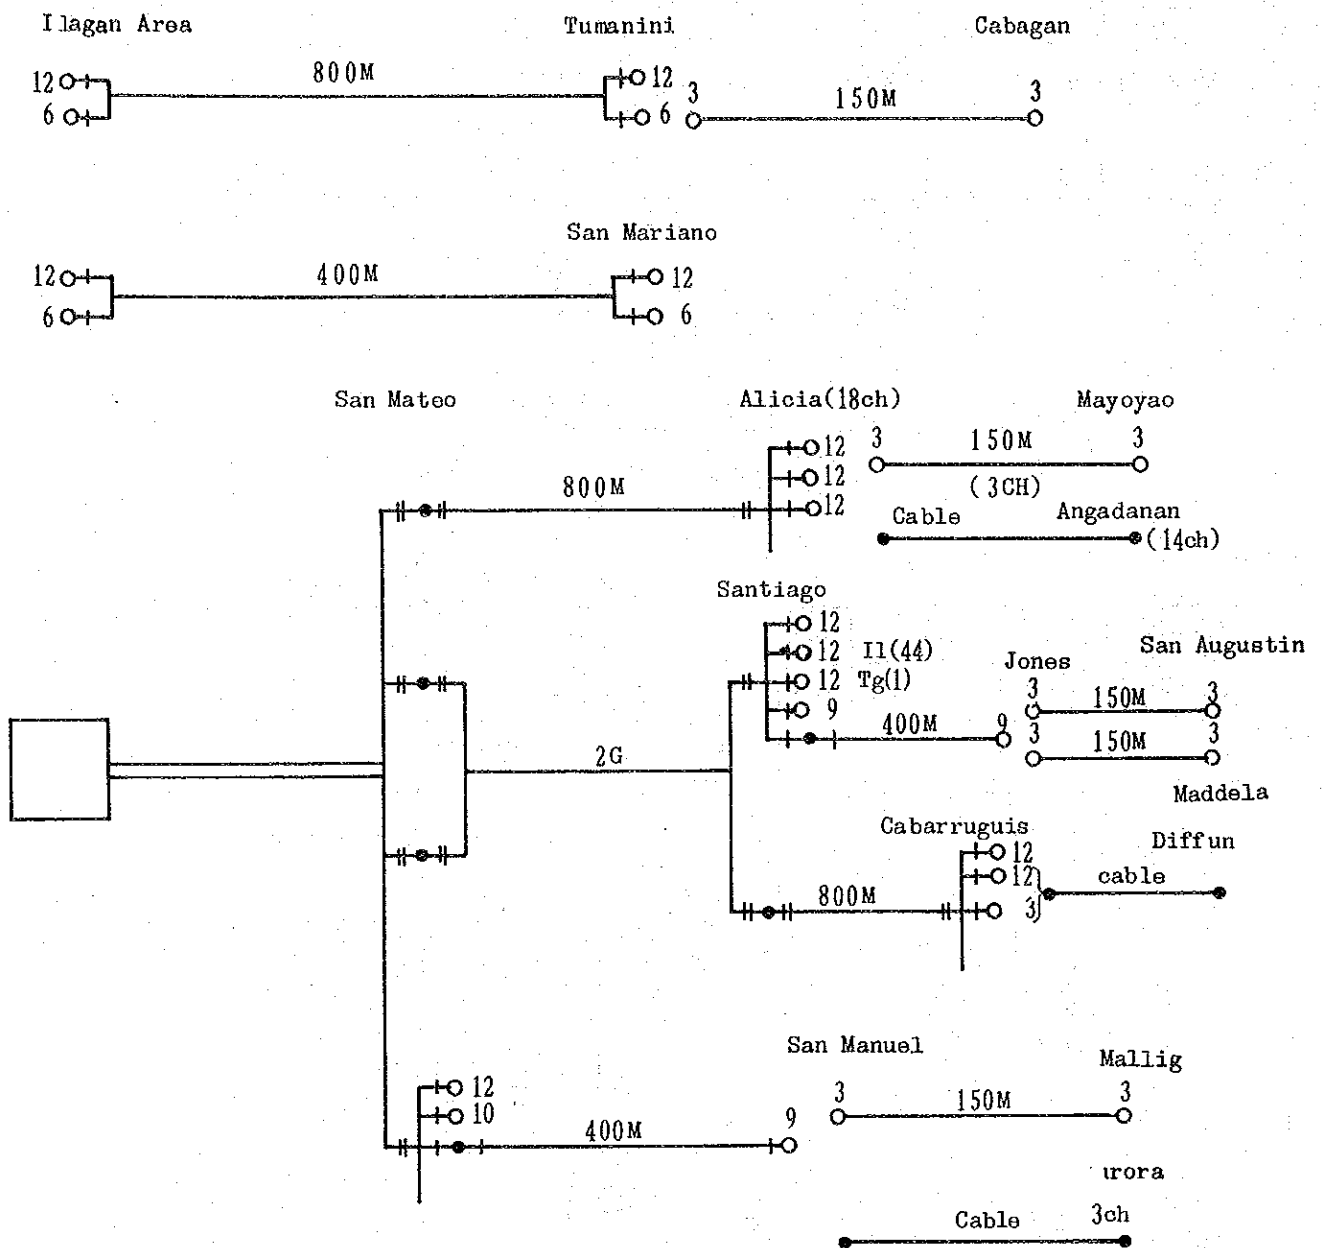 Ilagan Area Tumanini Cabagan
12 800M 12 3 150M 3
6 6
San Mariano
12 400M 12
6 6
San Mateo Alicia(18ch) Mayoyao
12 3 150M 3
12 (3CH)
800M 12 Cable Angadanan
(14ch)
Santiago
12
12 Il(44) Jones San Augustin
12 Tg(1) 3 150M 3
9 400M 9 3 150M 3
2G
Maddela
Cabarruguis Diffun
12
12 cable
800M 3
San Manuel Mallig
12 3 150M 3
10 9
400M
urora
Cable 3ch